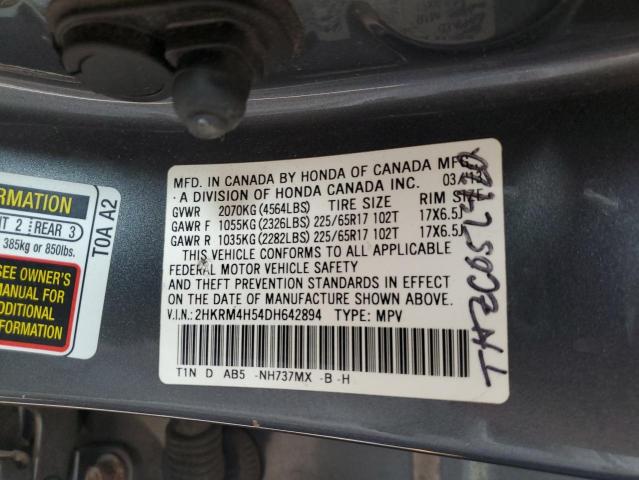 MFD. IN CANADA BY HONDA OF CANADA MFG.
A DIVISION OF HONDA CANADA INC. 03/13
GVWR 2070KG (4564LBS) TIRE SIZE RIM SIZE
GAWR F 1055KG (2326LBS) 225/65R17 102T 17X6.5J
GAWR R 1035KG (2282LBS) 225/65R17 102T 17X6.5J
THIS VEHICLE CONFORMS TO ALL APPLICABLE
FEDERAL MOTOR VEHICLE SAFETY
AND THEFT PREVENTION STANDARDS IN EFFECT
ON THE DATE OF MANUFACTURE SHOWN ABOVE.
V.I.N.: 2HKRM4H54DH642894 TYPE: MPV
T1N D AB5 -NH737MX -B -H
RMATION
NT 2 REAR 3
385kg or 850lbs.
SEE OWNER'S
MANUAL FOR
ADDITIONAL
INFORMATION
T0A A2